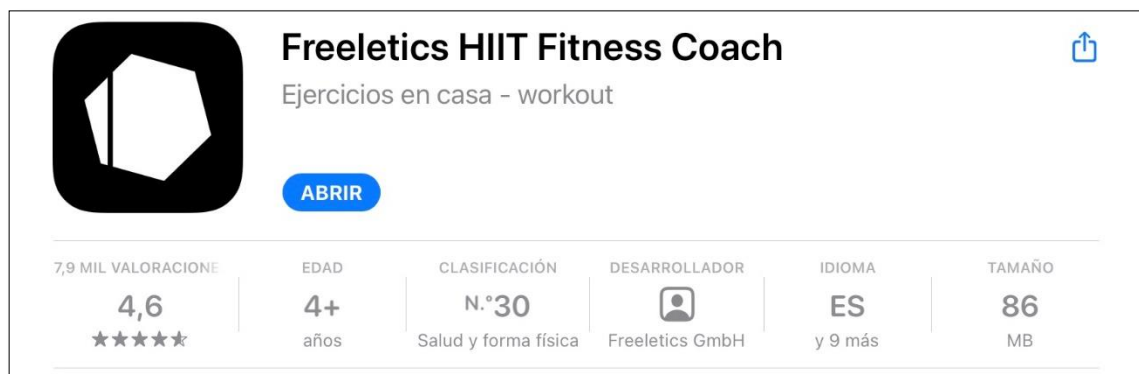 Freeletics HIIT Fitness Coach
Ejercicios en casa - workout
ABRIR
7,9 MIL VALORACIONE
4,6
EDAD
4+
años
CLASIFICACIÓN
N.°30
Salud y forma física
DESARROLLADOR
Freeletics GmbH
IDIOMA
ES
y 9 más
TAMAÑO
86
MB